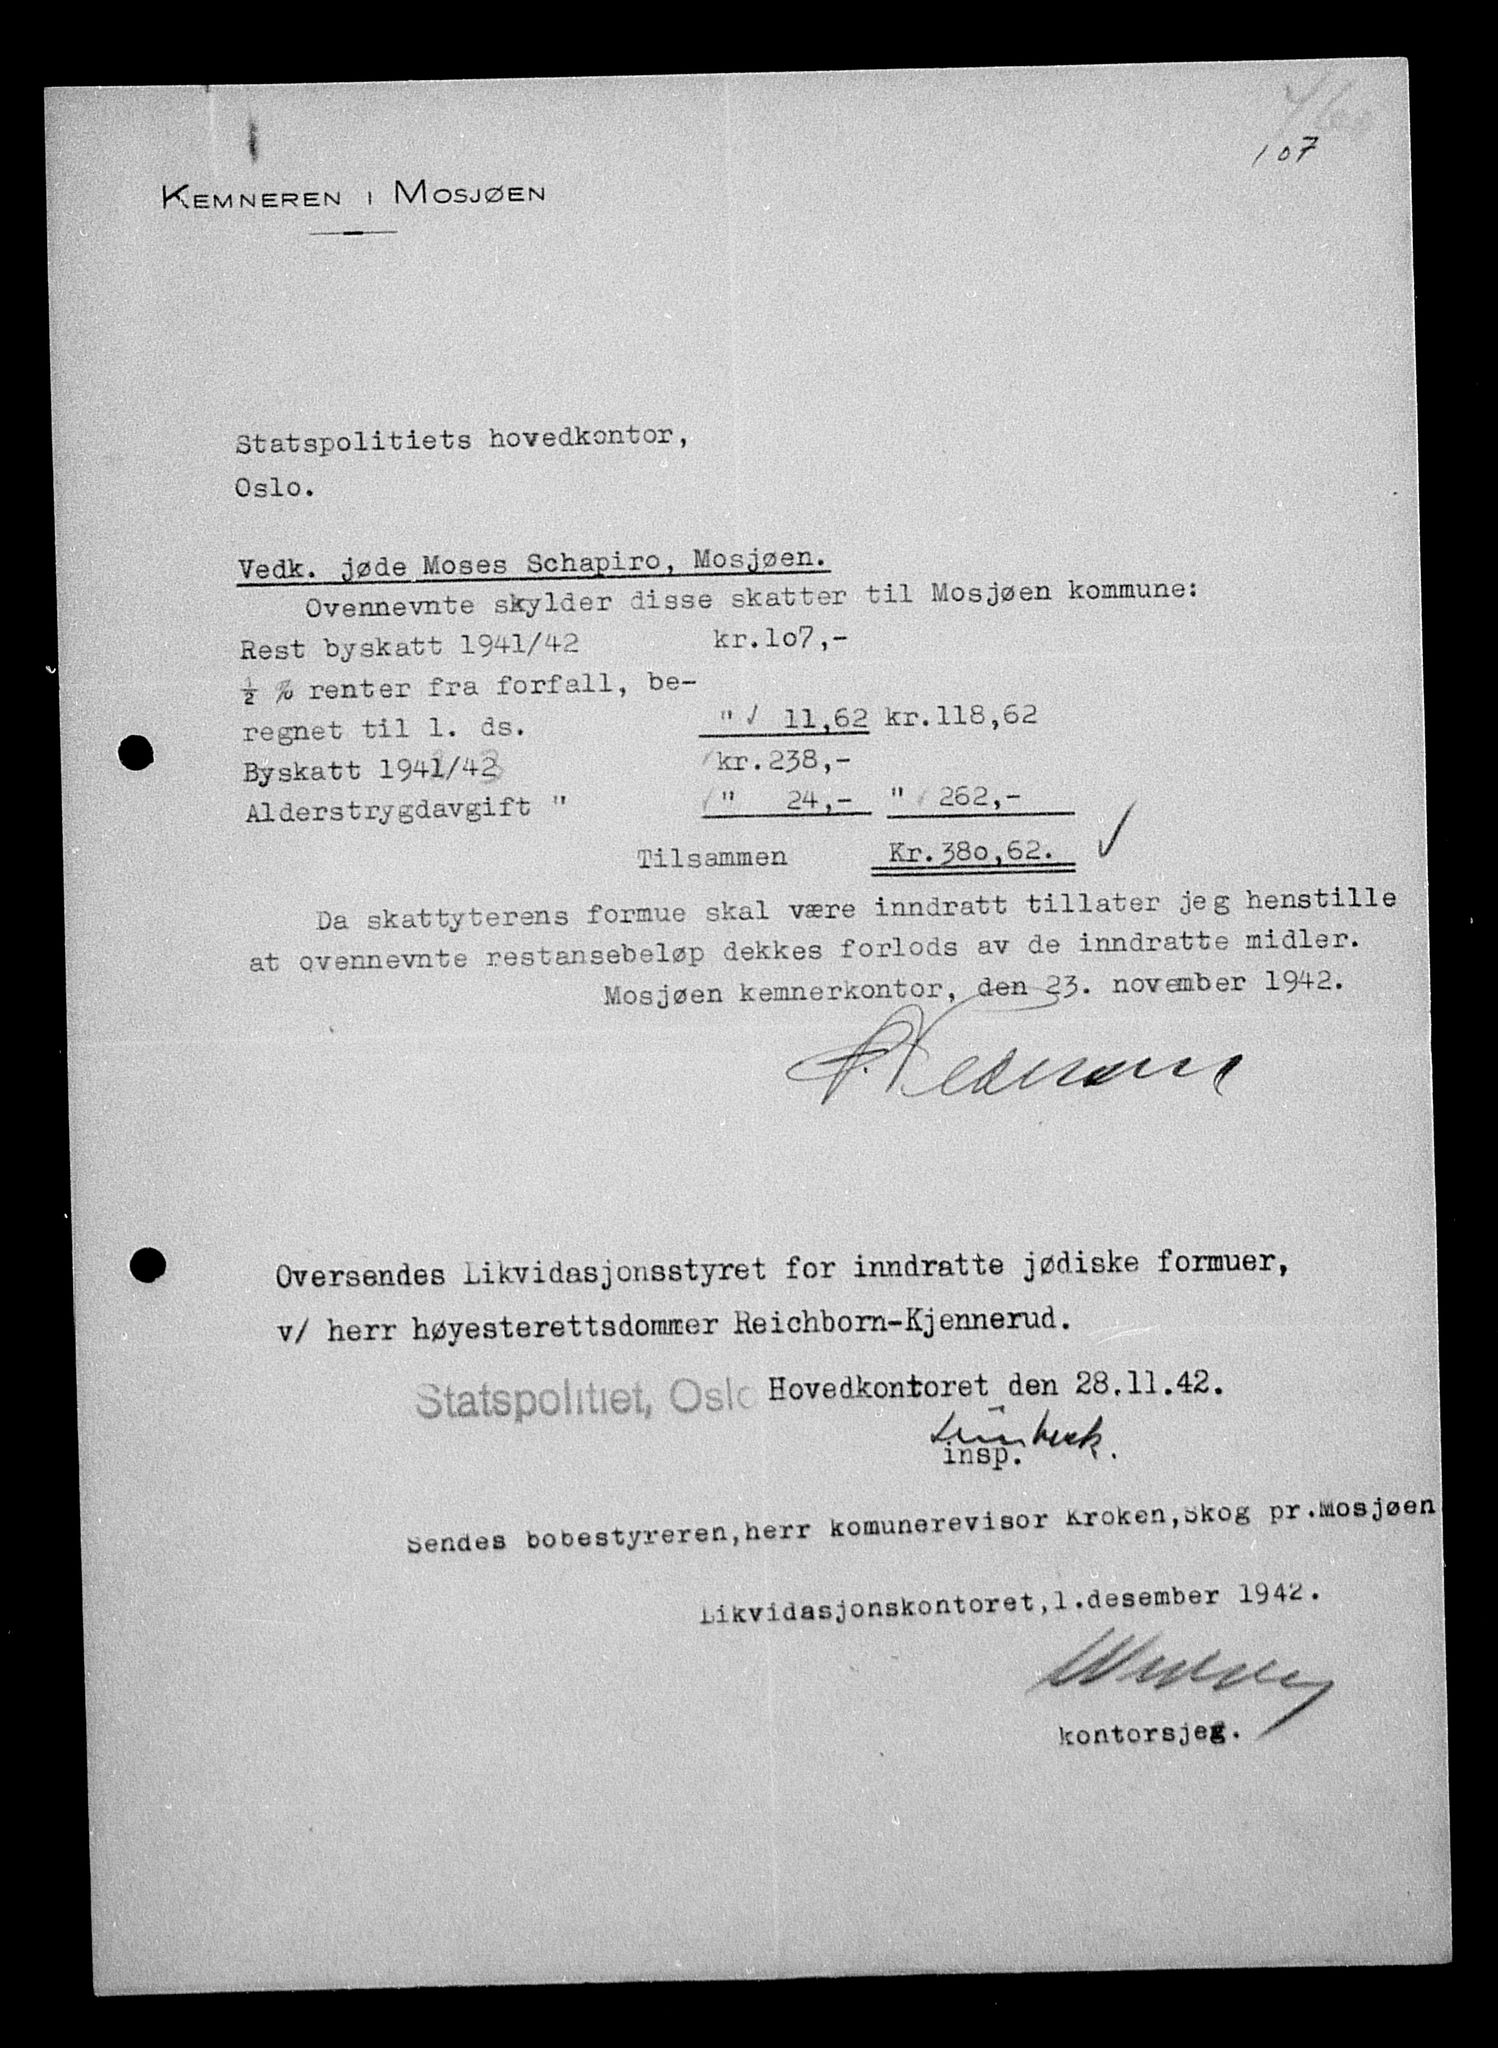 107
KEMNEREN I MOSJØEN
Statspolitiets hovedkontor,
Oslo.
Vedk. jøde Moses Schapiro, Mosjøen.
Ovennevnte skylder disse skatter til Mosjøen kommune:
Rest byskatt 1941/42 kr.107,-
½ % renter fra forfall, be-
regnet til 1. ds. " 11,62 kr.118,62
Byskatt 1942/43 kr.238,-
Alderstrygdavgift " " 24,- " 262,-
Tilsammen Kr.380,62.
Da skattyterens formue skal være inndratt tillater jeg henstille
at ovennevnte restansebeløp dekkes forlods av de inndratte midler.
Mosjøen kemnerkontor, den 23. november 1942.
Oversendes Likvidasjonsstyret for inndratte jødiske formuer,
v/ herr høyesterettsdommer Reichborn-Kjennerud.
Statspolitiet, Oslo Hovedkontoret den 28.11.42.
insp.
Sendes bobestyreren,herr komunerevisor Kroken,Skog pr.Mosjøen
Likvidasjonskontoret,1.desember 1942.
kontorsjeg.